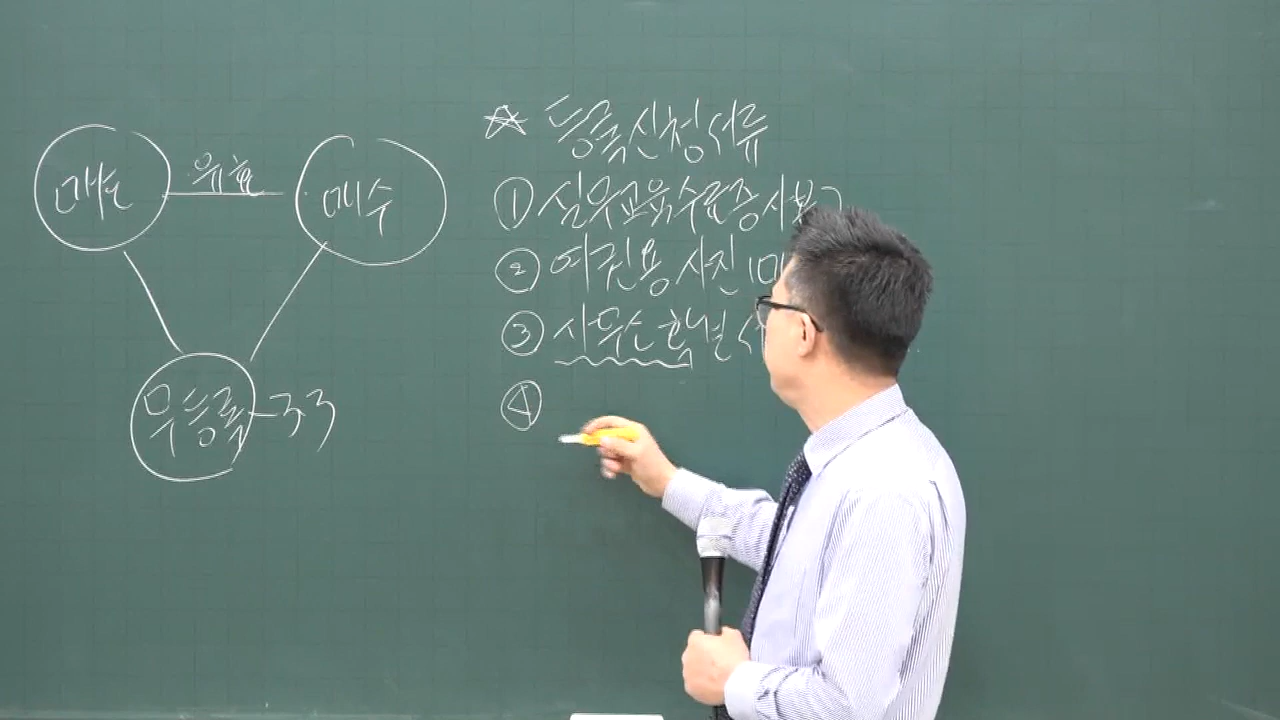 매도
유효
매수
무등록 - 33
☆ 등록신청서류
① 실무교육수료증사본
② 여권용 사진 1매
③ 사무소 확보
④